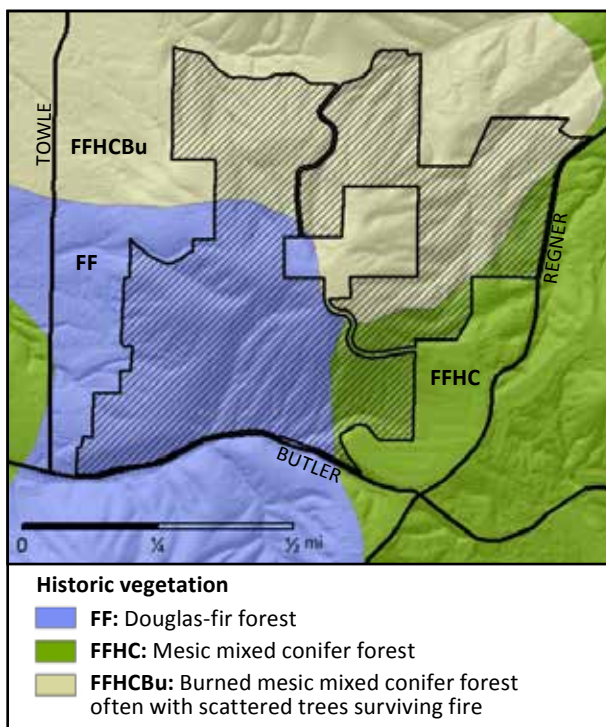 TOWLE
FFHCBu
FF
REGNER
FFHC
BUTLER
0 ¼ ½ mi
Historic vegetation
FF: Douglas-fir forest
FFHC: Mesic mixed conifer forest
FFHCBu: Burned mesic mixed conifer forest
often with scattered trees surviving fire